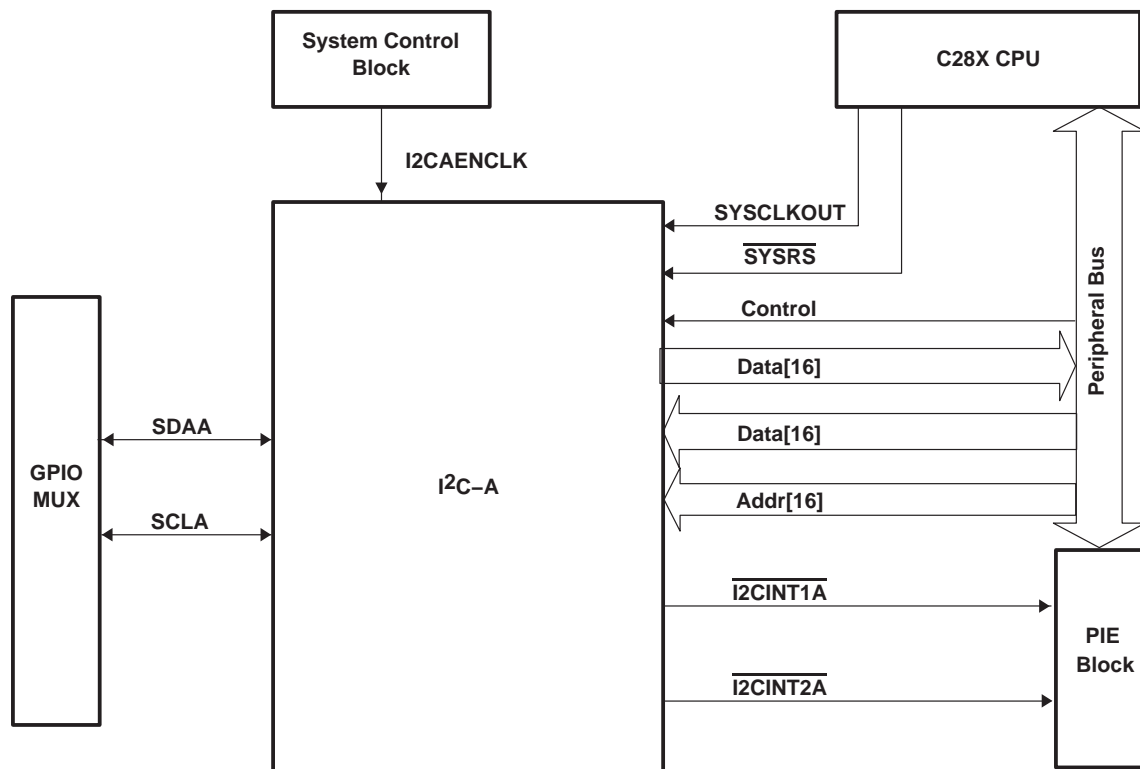 System Control
Block
C28X CPU
I2CAENCLK
SYSCLKOUT
SYSRS
Control
Data[16]
Peripheral Bus
SDAA
Data[16]
GPIO
MUX
I²C–A
SCLA
Addr[16]
I2CINT1A
PIE
Block
I2CINT2A